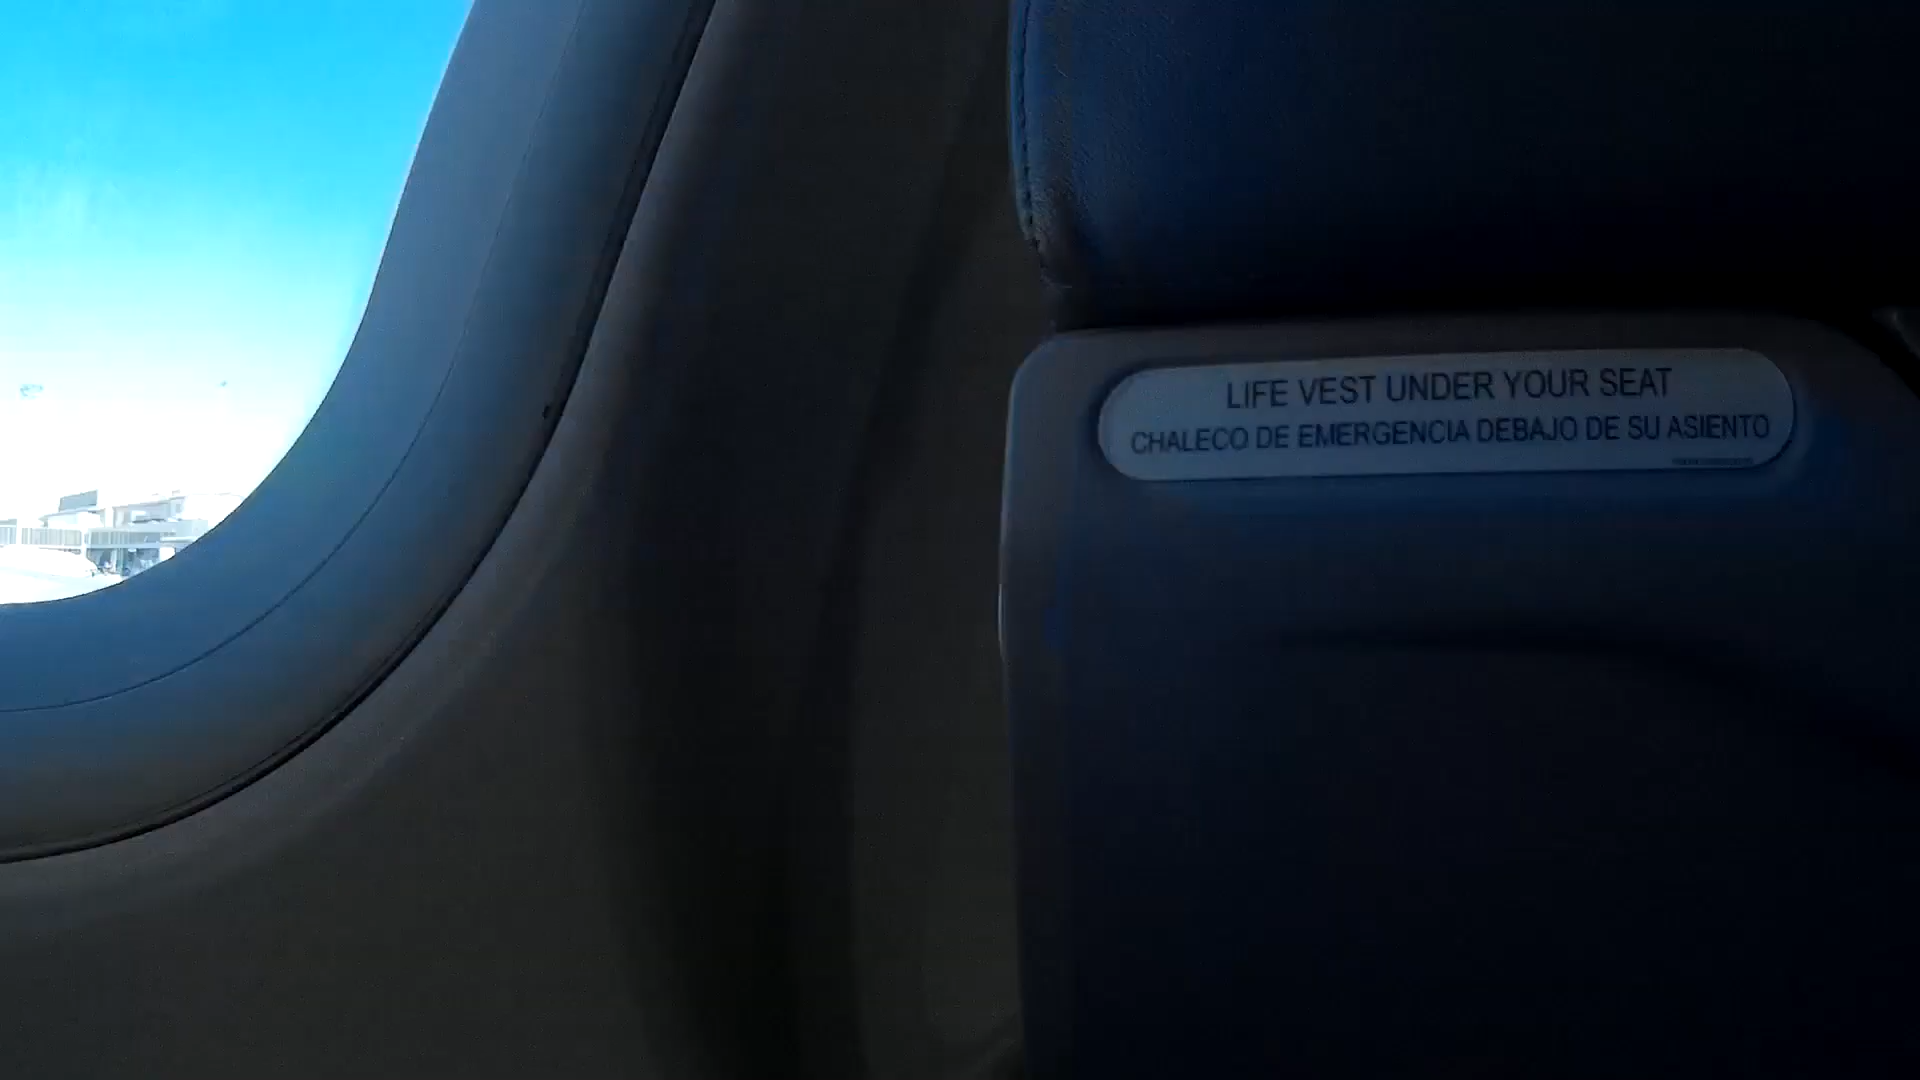 LIFE VEST UNDER YOUR SEAT
CHALECO DE EMERGENCIA DEBAJO DE SU ASIENTO